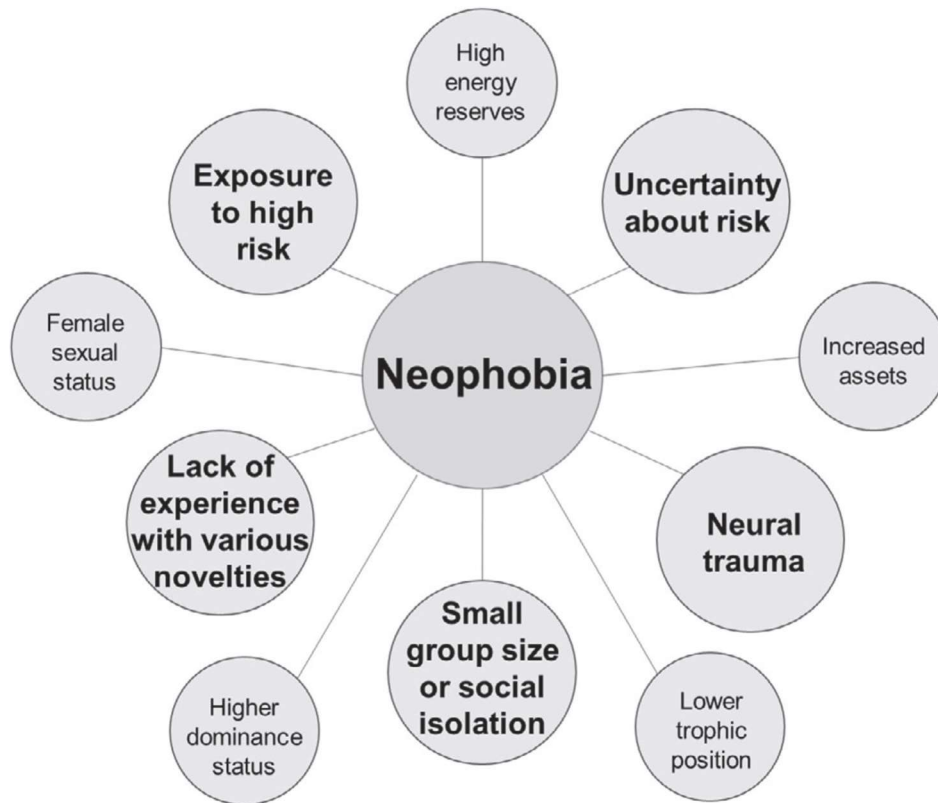 High
energy
reserves
Exposure
to high
risk
Uncertainty
about risk
Female
sexual
status
Neophobia
Increased
assets
Lack of
experience
with various
novelties
Neural
trauma
Small
group size
or social
isolation
Higher
dominance
status
Lower
trophic
position